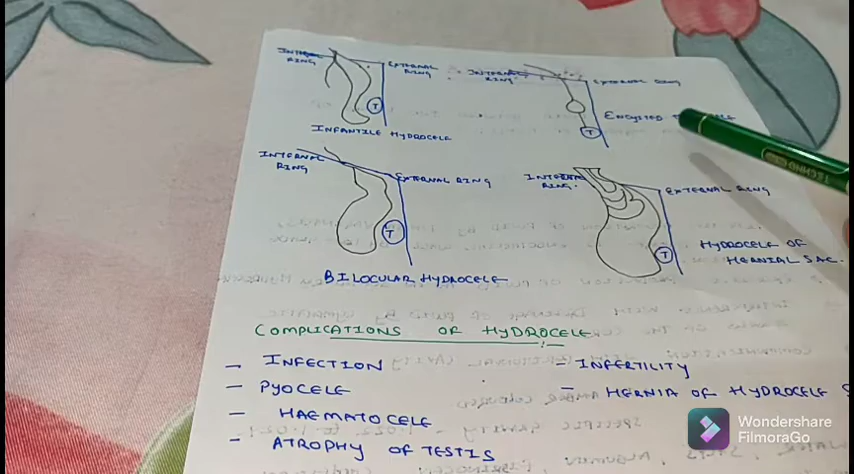 INTERNAL RING
EXTERNAL RING
T
INFANTILE HYDROCELE
INTERNAL RING
EXTERNAL RING
T
ENCYSTED
INTERNAL RING
EXTERNAL RING
T
BILOCULAR HYDROCELE
INTERNAL RING.
EXTERNAL RING
T
HYDROCELE OF
HERNIAL SAC.
COMPLICATIONS OF HYDROCELE :-
- INFECTION
- PYOCELE
- HAEMATOCELE
- ATROPHY OF TESTIS
- INFERTILITY
- HERNIA OF HYDROCELE S
TECHNO
Wondershare
FilmoraGo